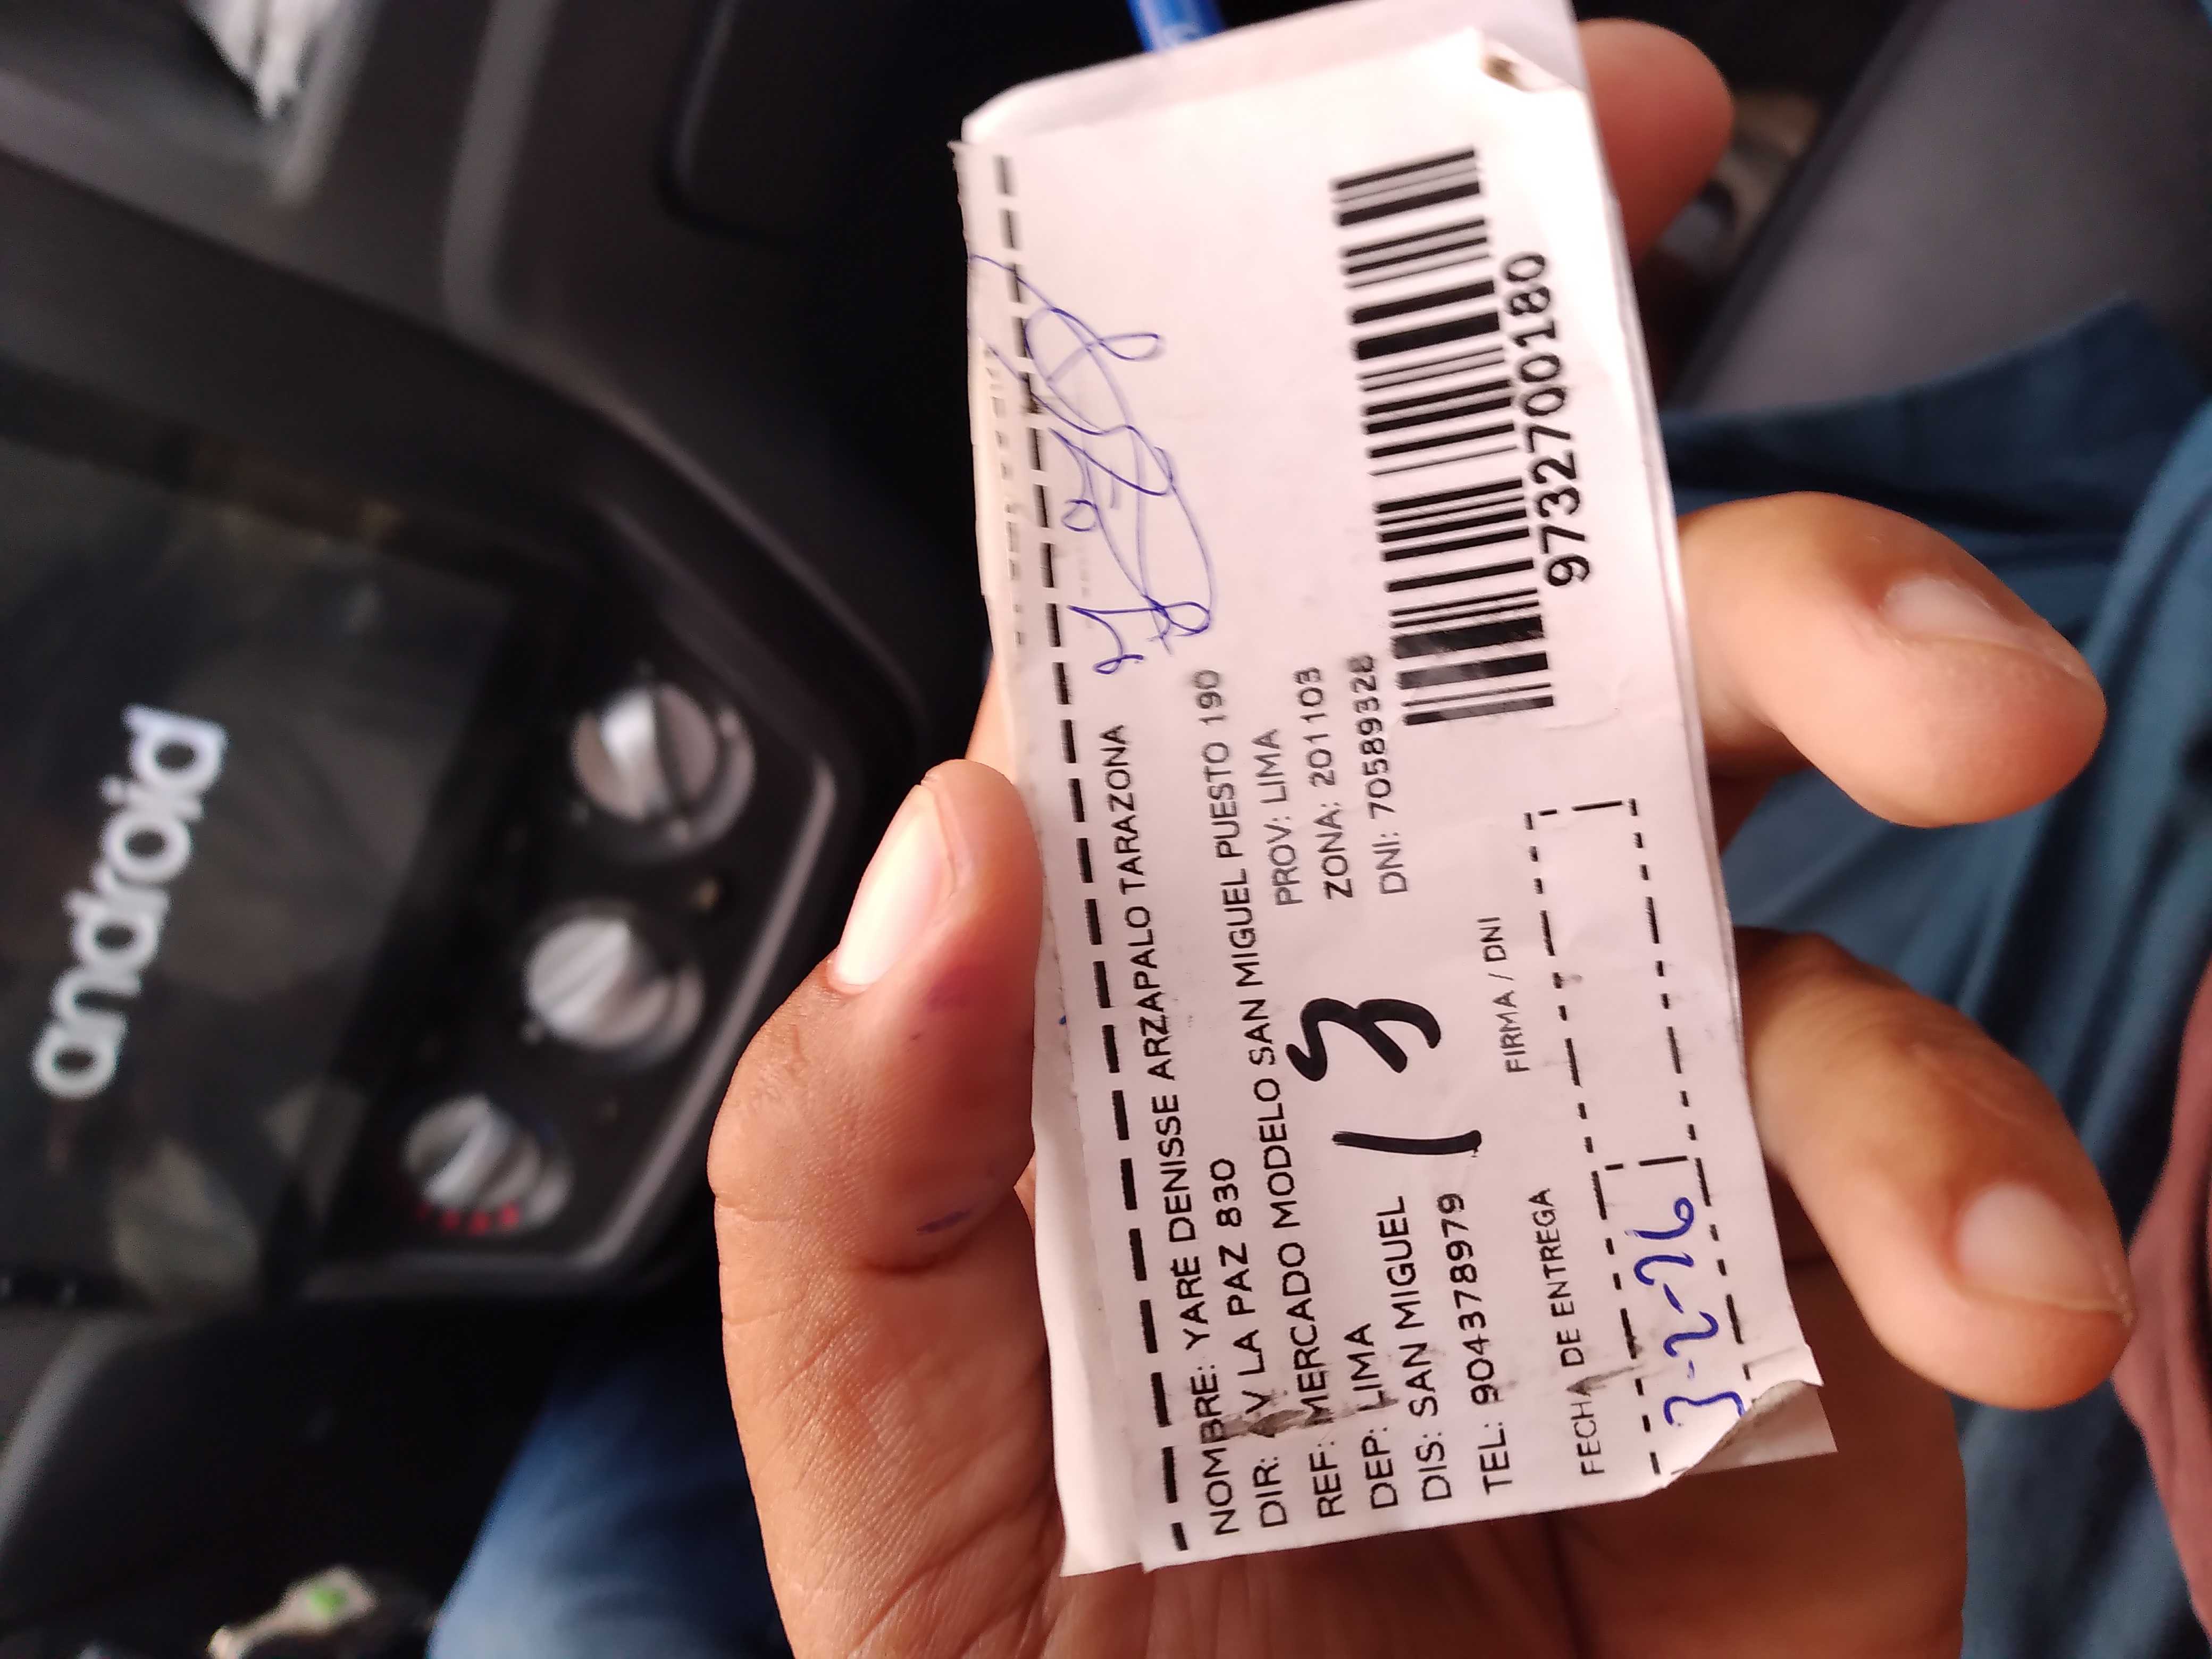 android
NOMBRE: YARE DENISSE ARZAPALO TARAZONA
DIR: V LA PAZ 830
REF: MERCADO MODELO SAN MIGUEL PUESTO 190
DEP: LIMA PROV: LIMA
DIS: SAN MIGUEL ZONA: 201103
TEL: 904378979 DNI: 70589328
13
FECHA DE ENTREGA FIRMA / DNI
3-2-26
9732700180